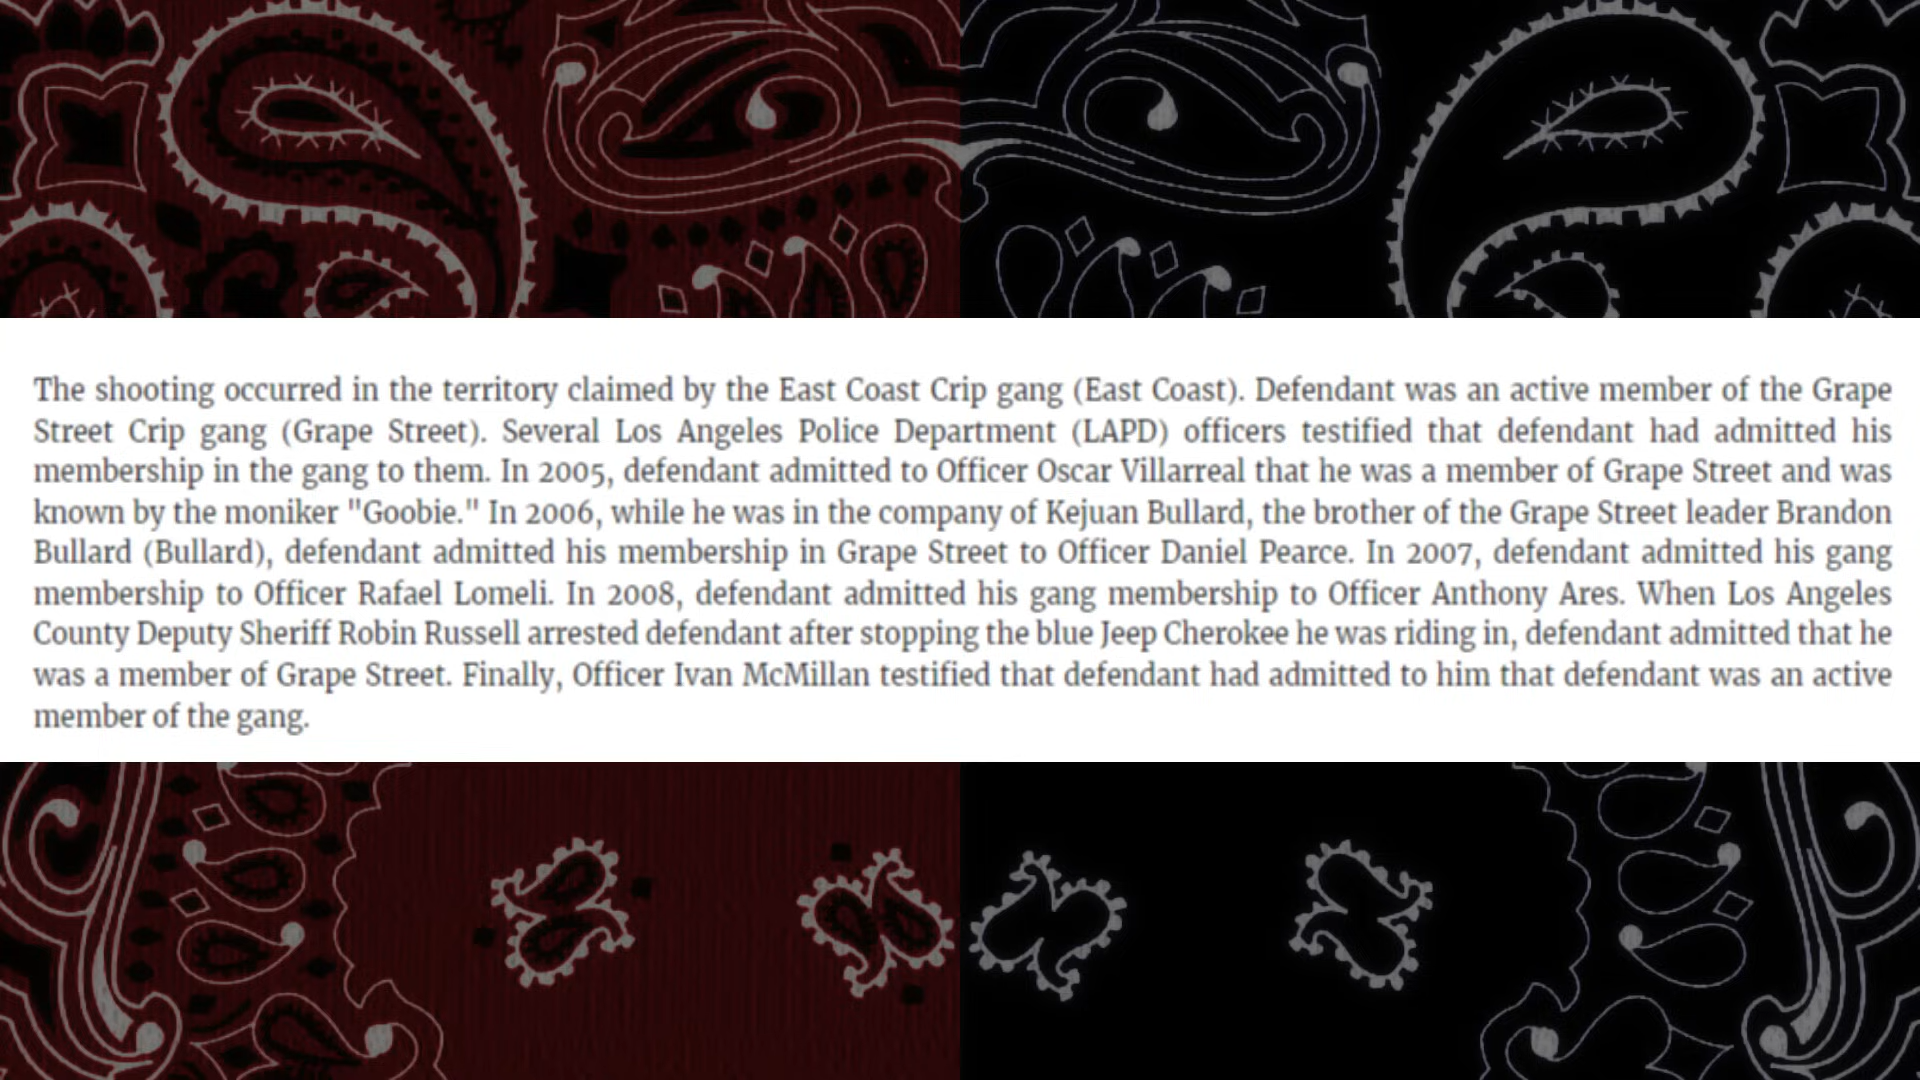 The shooting occurred in the territory claimed by the East Coast Crip gang (East Coast). Defendant was an active member of the Grape
Street Crip gang (Grape Street). Several Los Angeles Police Department (LAPD) officers testified that defendant had admitted his
membership in the gang to them. In 2005, defendant admitted to Officer Oscar Villarreal that he was a member of Grape Street and was
known by the moniker "Goobie." In 2006, while he was in the company of Kejuan Bullard, the brother of the Grape Street leader Brandon
Bullard (Bullard), defendant admitted his membership in Grape Street to Officer Daniel Pearce. In 2007, defendant admitted his gang
membership to Officer Rafael Lomeli. In 2008, defendant admitted his gang membership to Officer Anthony Ares. When Los Angeles
County Deputy Sheriff Robin Russell arrested defendant after stopping the blue Jeep Cherokee he was riding in, defendant admitted that he
was a member of Grape Street. Finally, Officer Ivan McMillan testified that defendant had admitted to him that defendant was an active
member of the gang.